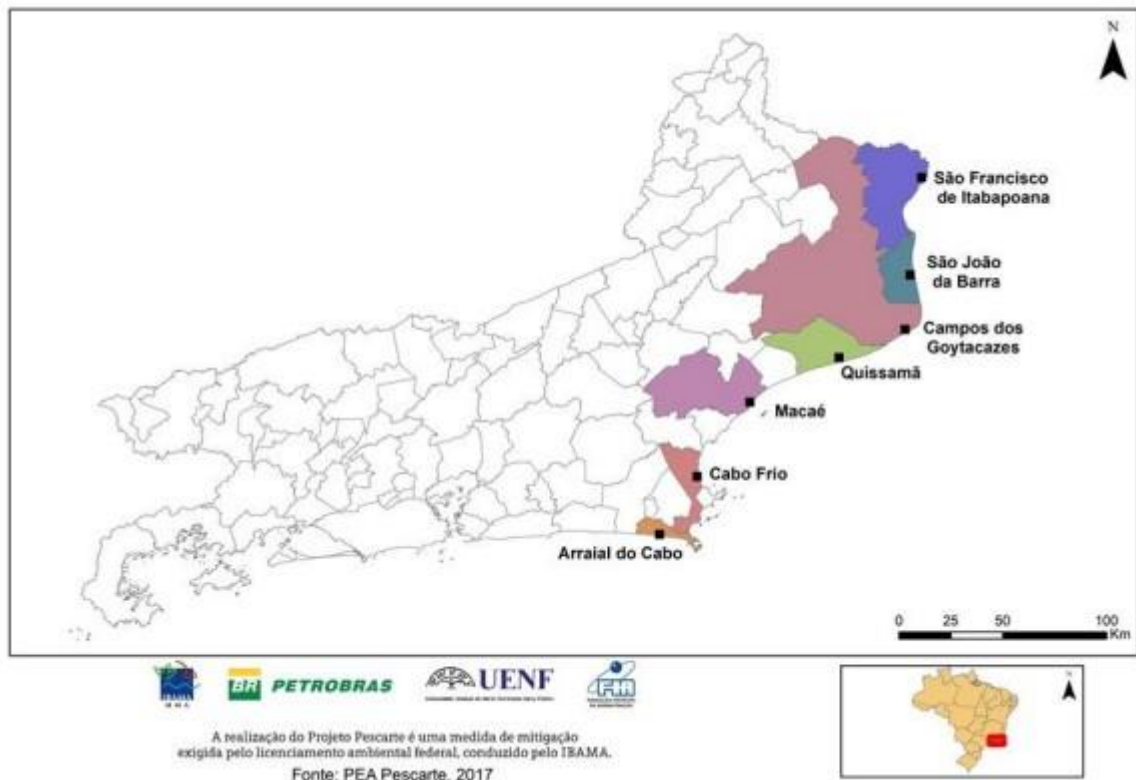 N
São Francisco
de Itabapoana
São João
da Barra
Campos dos
Goytacazes
Quissamã
Macaé
Cabo Frio
Arraial do Cabo
0 25 50 100
Km
BR PETROBRAS
UENF
A realização do Projeto Pescarte é uma medida de mitigação
exigida pelo licenciamento ambiental federal, conduzido pelo IBAMA.
Fonte: PEA Pescarte, 2017